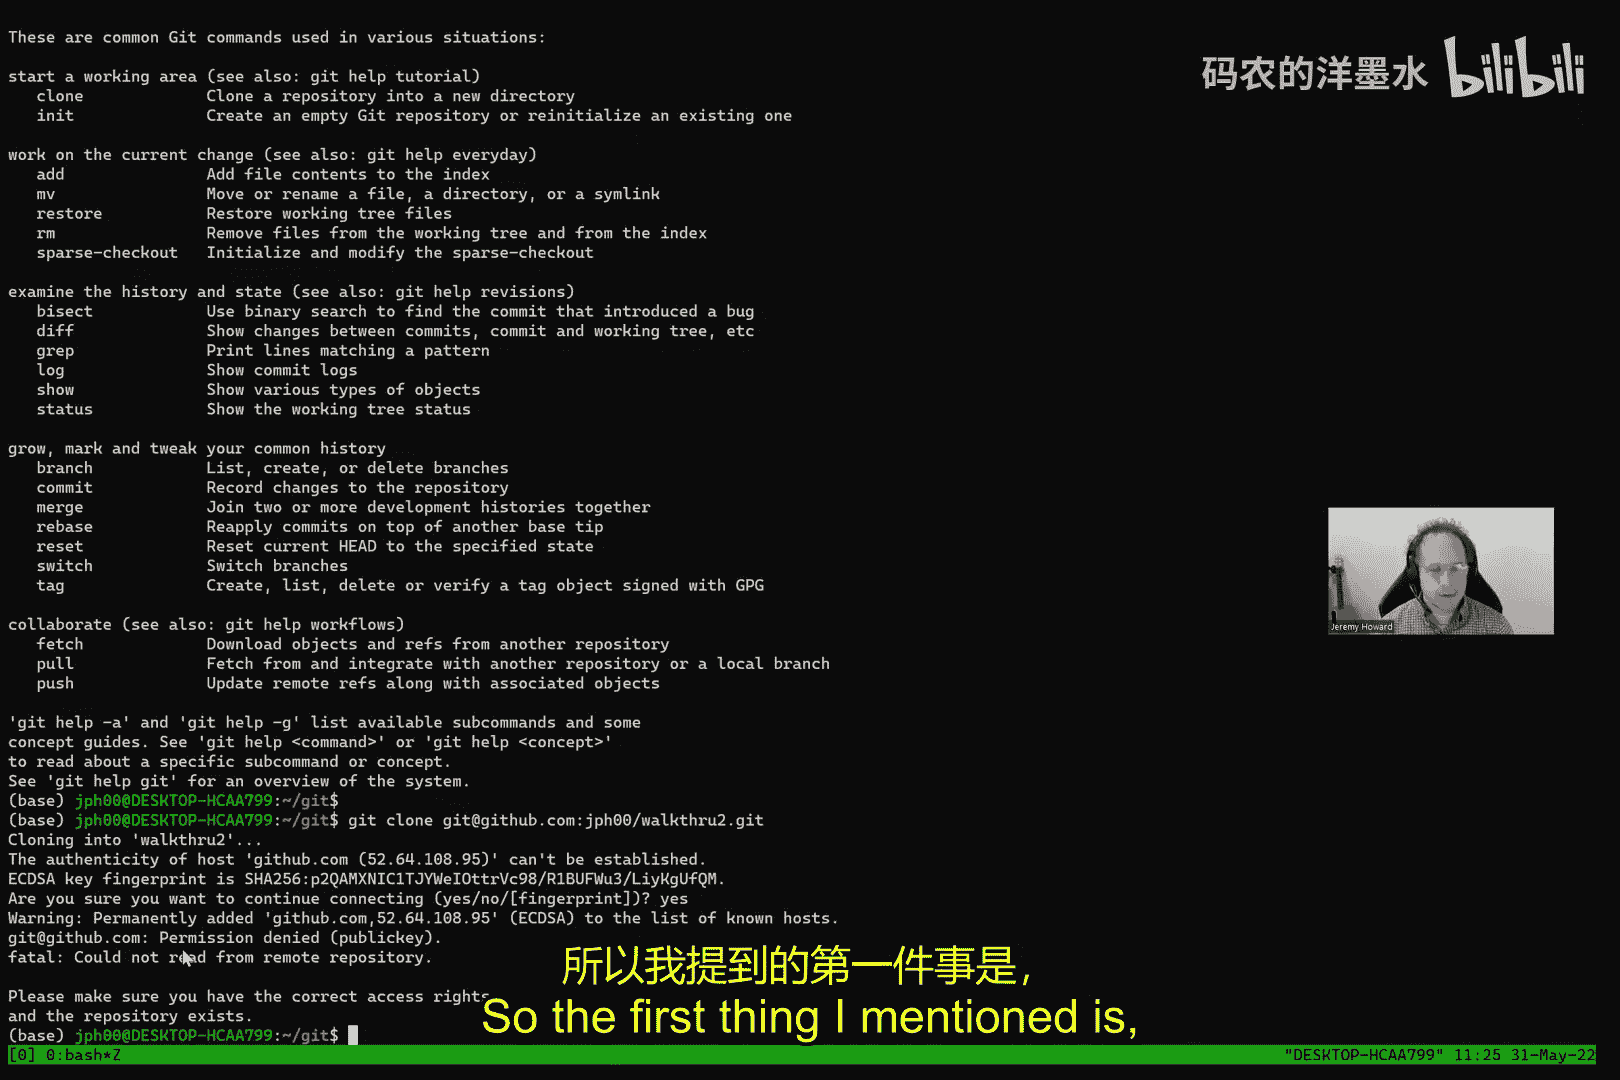 These are common Git commands used in various situations:
码农的洋墨水 bilibili
start a working area (see also: git help tutorial)
clone Clone a repository into a new directory
init Create an empty Git repository or reinitialize an existing one
work on the current change (see also: git help everyday)
add Add file contents to the index
mv Move or rename a file, a directory, or a symlink
restore Restore working tree files
rm Remove files from the working tree and from the index
sparse-checkout Initialize and modify the sparse-checkout
examine the history and state (see also: git help revisions)
bisect Use binary search to find the commit that introduced a bug
diff Show changes between commits, commit and working tree, etc
grep Print lines matching a pattern
log Show commit logs
show Show various types of objects
status Show the working tree status
grow, mark and tweak your common history
branch List, create, or delete branches
commit Record changes to the repository
merge Join two or more development histories together
rebase Reapply commits on top of another base tip
reset Reset current HEAD to the specified state
switch Switch branches
tag Create, list, delete or verify a tag object signed with GPG
Jeremy Howard
collaborate (see also: git help workflows)
fetch Download objects and refs from another repository
pull Fetch from and integrate with another repository or a local branch
push Update remote refs along with associated objects
'git help -a' and 'git help -g' list available subcommands and some
concept guides. See 'git help <command>' or 'git help <concept>'
to read about a specific subcommand or concept.
See 'git help git' for an overview of the system.
(base) jph00@DESKTOP-HCAA799:~/git$
(base) jph00@DESKTOP-HCAA799:~/git$ git clone git@github.com:jph00/walkthru2.git
Cloning into 'walkthru2'...
The authenticity of host 'github.com (52.64.108.95)' can't be established.
ECDSA key fingerprint is SHA256:p2QAMXNIC1TJYWeIOttrVc98/R1BUFWu3/LiyKgUfQM.
Are you sure you want to continue connecting (yes/no/[fingerprint])? yes
Warning: Permanently added 'github.com,52.64.108.95' (ECDSA) to the list of known hosts.
git@github.com: Permission denied (publickey).
fatal: Could not read from remote repository.
Please make sure you have the correct access rights
and the repository exists.
(base) jph00@DESKTOP-HCAA799:~/git$
所以我提到的第一件事是,
So the first thing I mentioned is,
[0] 0:bash*Z "DESKTOP-HCAA799" 11:25 31-May-22